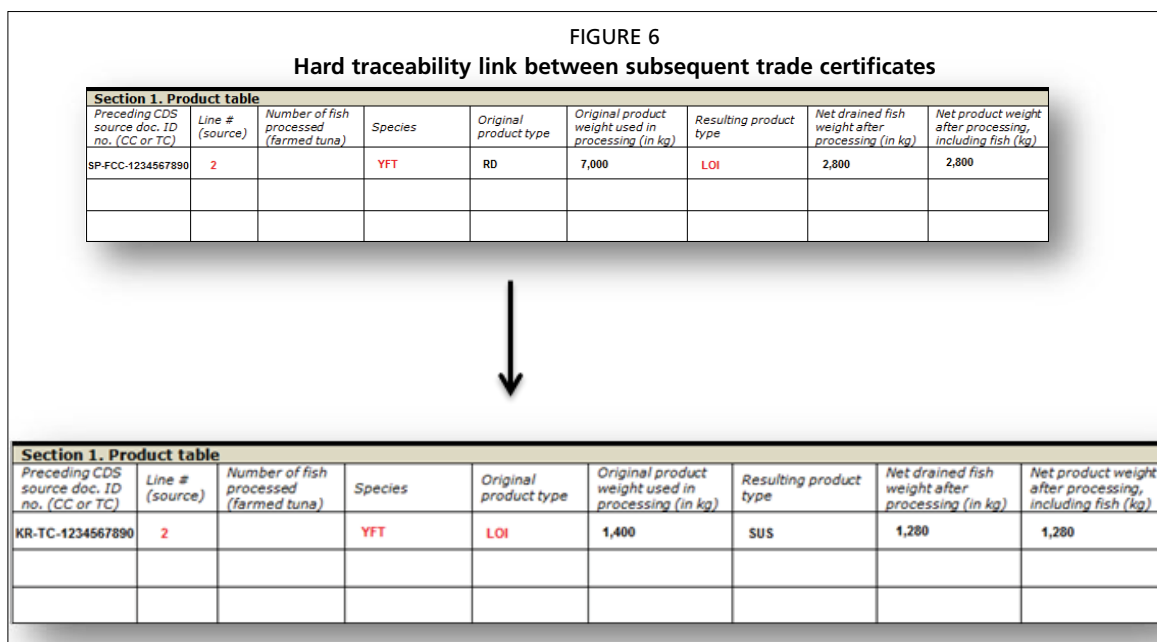 FIGURE 6
Hard traceability link between subsequent trade certificates
Section 1. Product table
Preceding CDS source doc. ID no. (CC or TC) Line # (source) Number of fish processed (farmed tuna) Species Original product type Original product weight used in processing (in kg) Resulting product type Net drained fish weight after processing (in kg) Net product weight after processing, including fish (kg)
SP-FCC-1234567890 2 YFT RD 7,000 LOI 2,800 2,800
Section 1. Product table
Preceding CDS source doc. ID no. (CC or TC) Line # (source) Number of fish processed (farmed tuna) Species Original product type Original product weight used in processing (in kg) Resulting product type Net drained fish weight after processing (in kg) Net product weight after processing, including fish (kg)
KR-TC-1234567890 2 YFT LOI 1,400 SUS 1,280 1,280